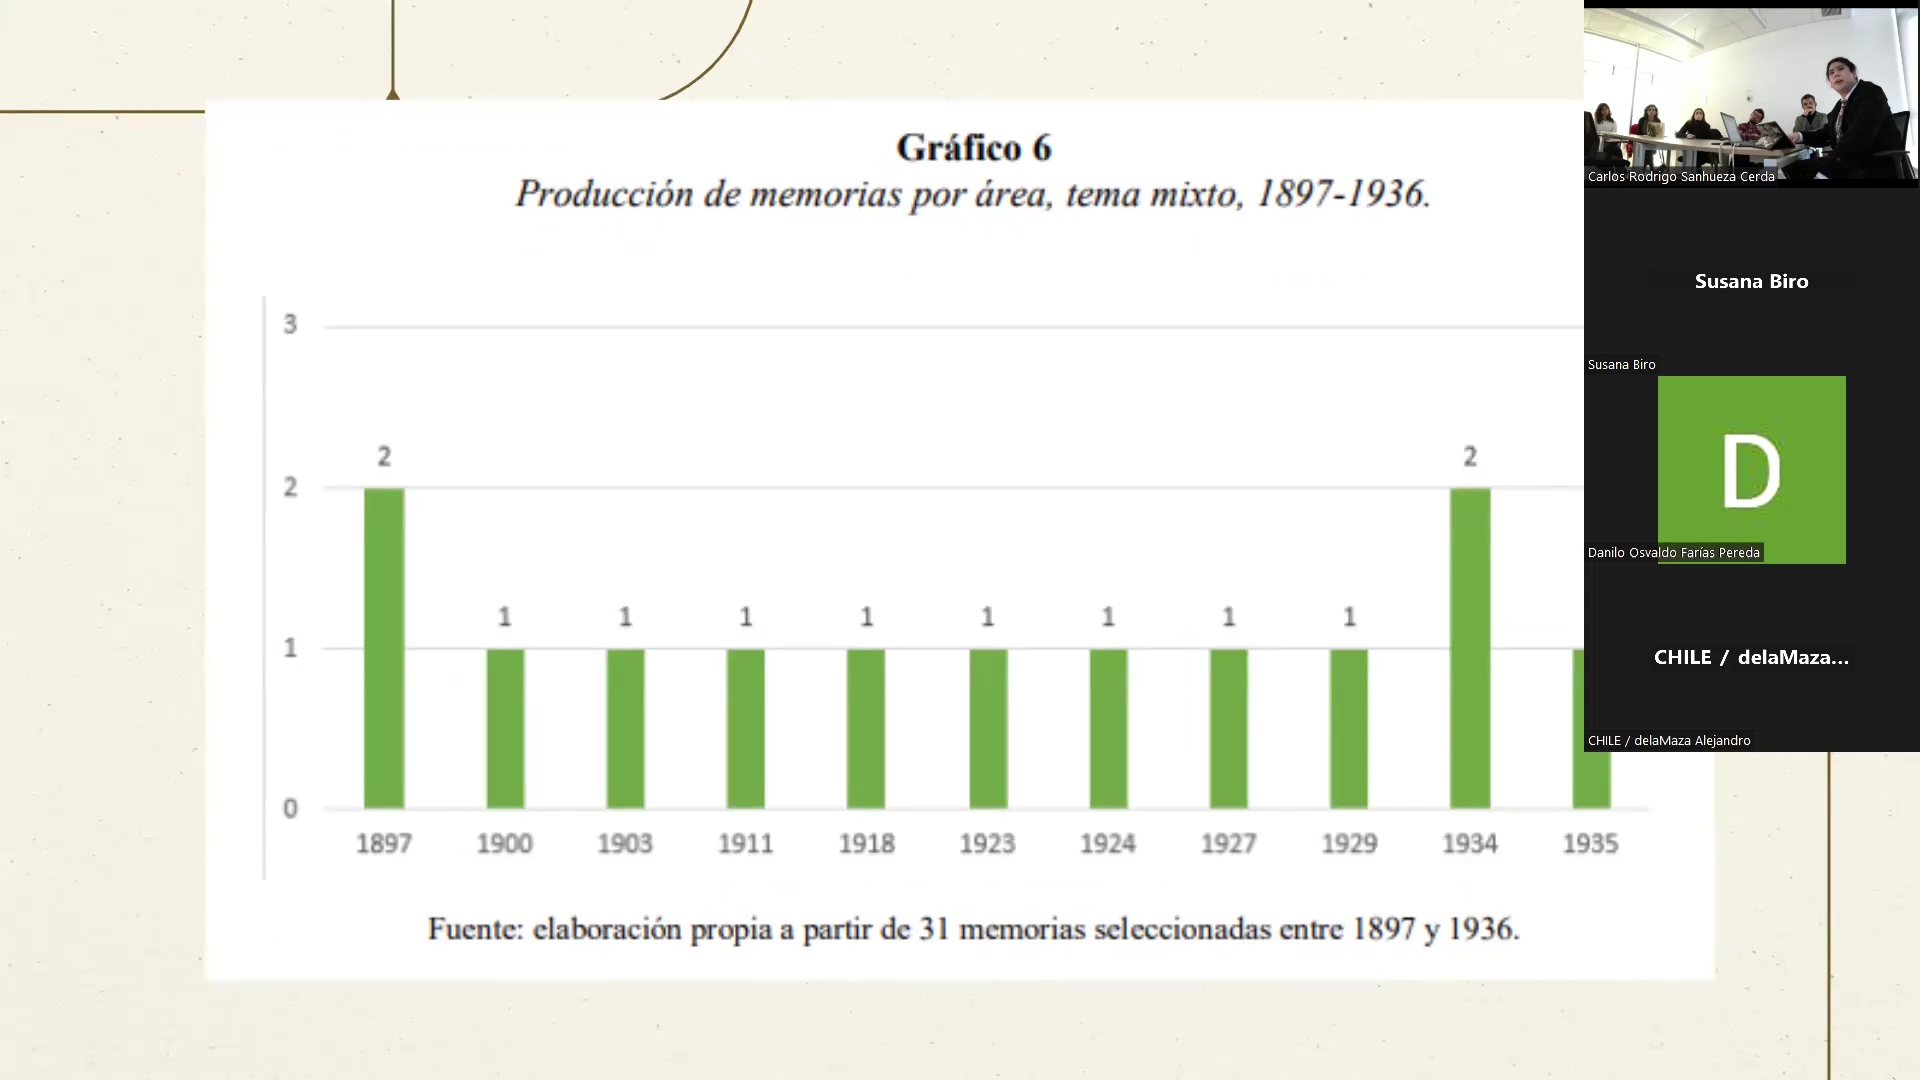 Gráfico 6
Producción de memorias por área, tema mixto, 1897-1936.
3
2
1
0
2
1
1
1
1
1
1
1
1
2
1897
1900
1903
1911
1918
1923
1924
1927
1929
1934
1935
Fuente: elaboración propia a partir de 31 memorias seleccionadas entre 1897 y 1936.
Carlos Rodrigo Sanhueza Cerda
Susana Biro
Susana Biro
D
Danilo Osvaldo Farías Pereda
CHILE / delaMaza...
CHILE / delaMaza Alejandro